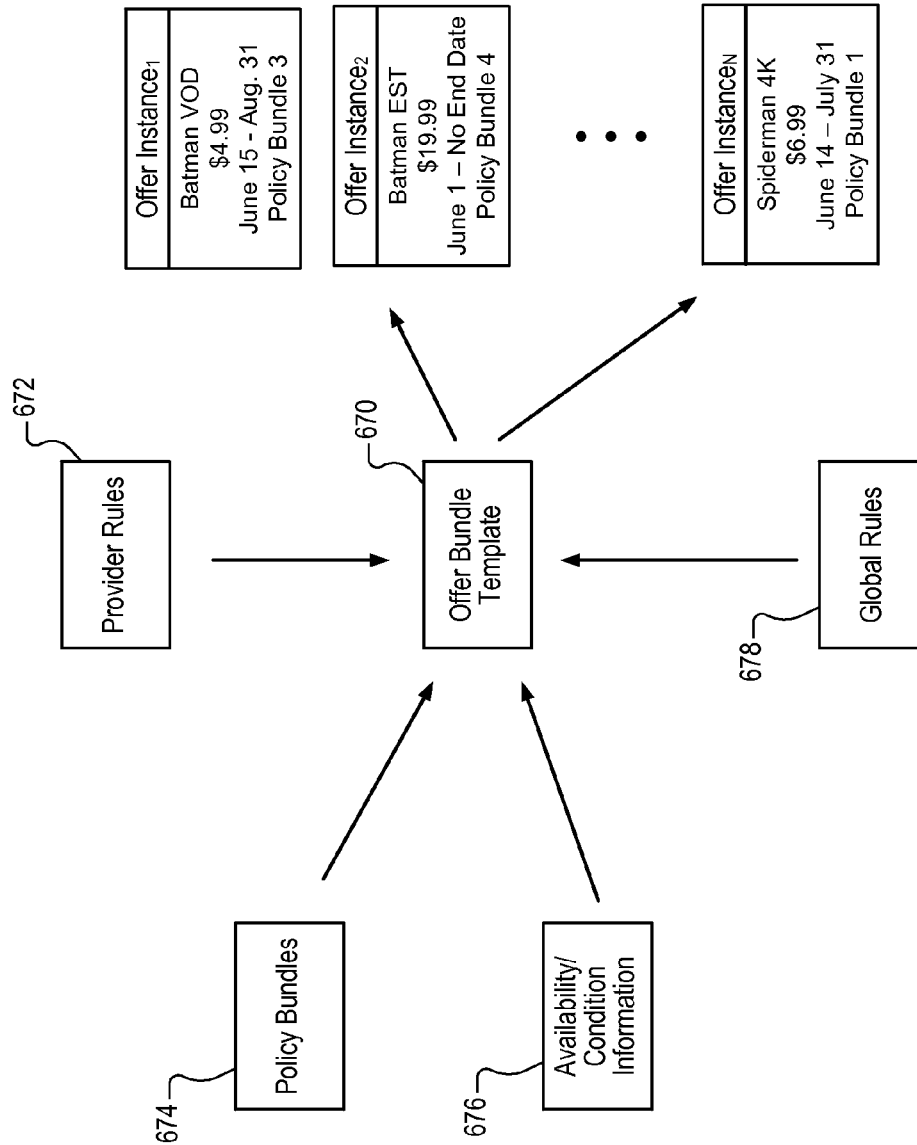 672
Provider Rules
674
Policy Bundles
670
Offer Bundle
Template
676
Availability/
Condition
Information
678
Global Rules
Offer Instance₁
Batman VOD
$4.99
June 15 - Aug. 31
Policy Bundle 3
Offer Instance₂
Batman EST
$19.99
June 1 – No End Date
Policy Bundle 4
• • •
Offer Instance_N
Spiderman 4K
$6.99
June 14 – July 31
Policy Bundle 1